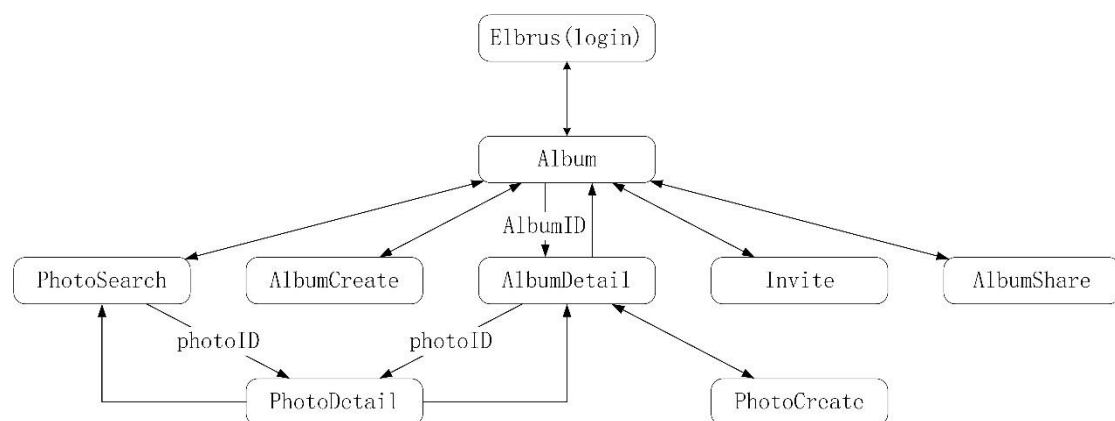 Elbrus(login)
Album
AlbumID
PhotoSearch
AlbumCreate
AlbumDetail
Invite
AlbumShare
photoID
photoID
PhotoDetail
PhotoCreate